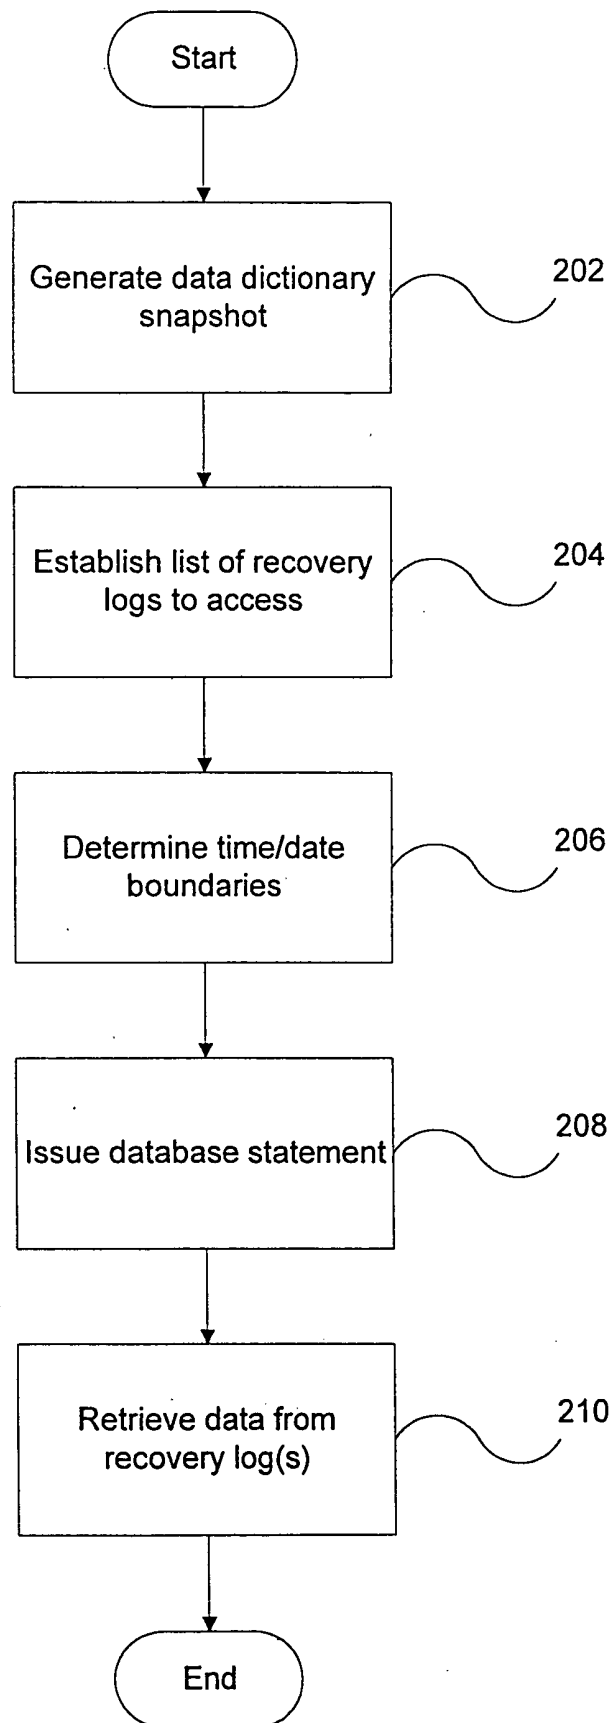 Start
Generate data dictionary
snapshot
202
Establish list of recovery
logs to access
204
Determine time/date
boundaries
206
Issue database statement
208
Retrieve data from
recovery log(s)
210
End